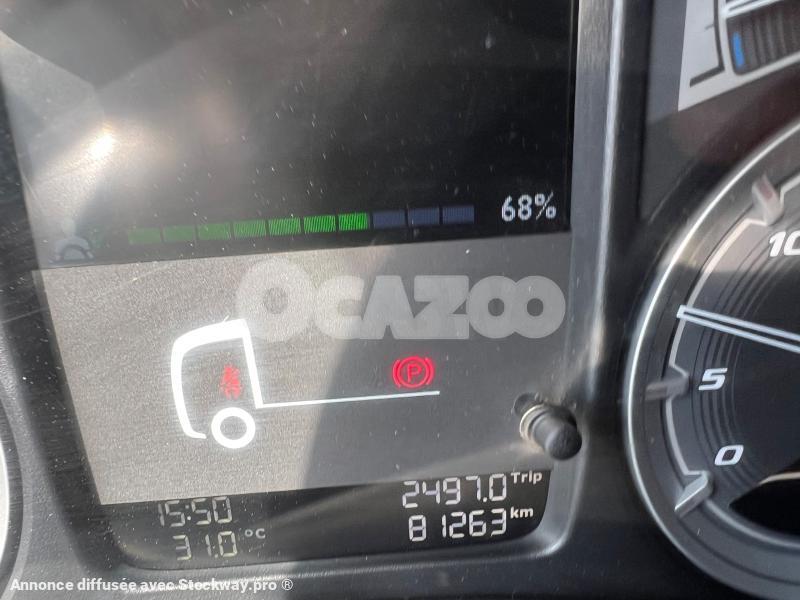 68%
OCAZOO
P
15:50
2497.0 Trip
31.0 °C
81263 km
10
5
0
Annonce diffusée avec Stockway.pro ®